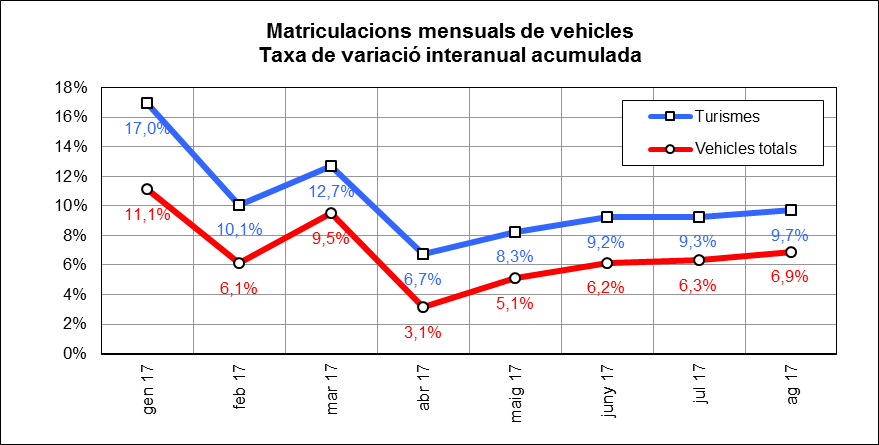 Matriculacions mensuals de vehicles
Taxa de variació interanual acumulada
18%
16%
14%
12%
10%
8%
6%
4%
2%
0%
Turismes
Vehicles totals
17,0%
10,1%
12,7%
6,7%
8,3%
9,2%
9,3%
9,7%
11,1%
6,1%
9,5%
3,1%
5,1%
6,2%
6,3%
6,9%
gen 17
feb 17
mar 17
abr 17
maig 17
juny 17
jul 17
ag 17